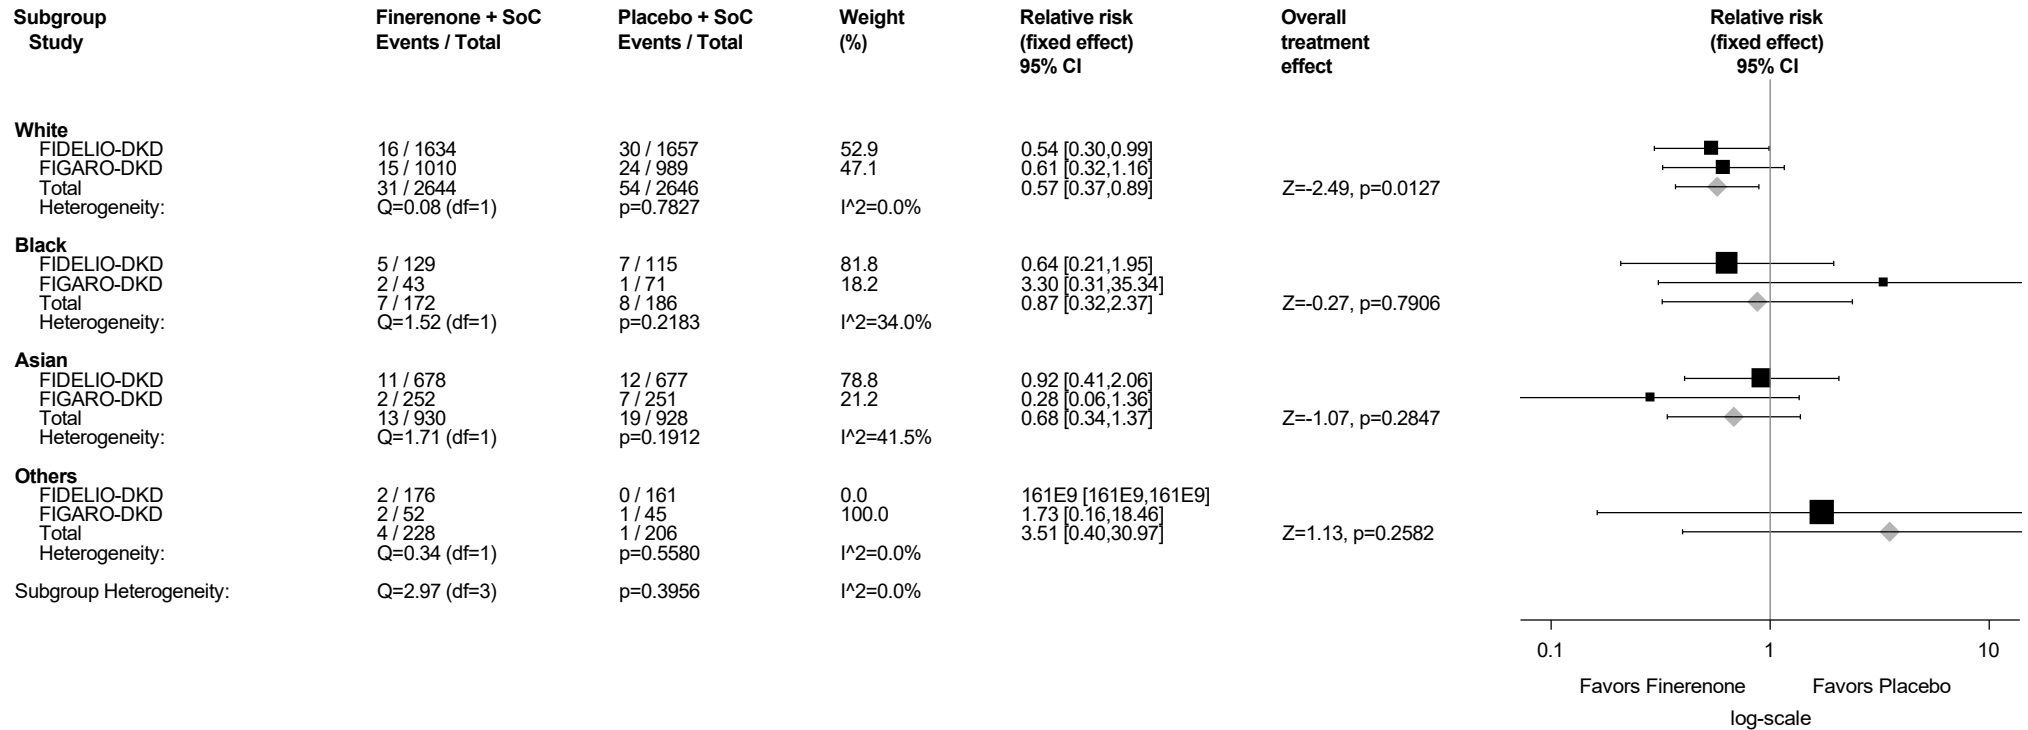 Subgroup Finerenone + SoC Placebo + SoC Weight Relative risk Overall Relative risk
Study Events / Total Events / Total (%) (fixed effect) treatment (fixed effect)
95% CI effect 95% CI
White
FIDELIO-DKD 16 / 1634 30 / 1657 52.9 0.54 [0.30,0.99]
FIGARO-DKD 15 / 1010 24 / 989 47.1 0.61 [0.32,1.16]
Total 31 / 2644 54 / 2646 0.57 [0.37,0.89] Z=-2.49, p=0.0127
Heterogeneity: Q=0.08 (df=1) p=0.7827 I^2=0.0%
Black
FIDELIO-DKD 5 / 129 7 / 115 81.8 0.64 [0.21,1.95]
FIGARO-DKD 2 / 43 1 / 71 18.2 3.30 [0.31,35.34]
Total 7 / 172 8 / 186 0.87 [0.32,2.37] Z=-0.27, p=0.7906
Heterogeneity: Q=1.52 (df=1) p=0.2183 I^2=34.0%
Asian
FIDELIO-DKD 11 / 678 12 / 677 78.8 0.92 [0.41,2.06]
FIGARO-DKD 2 / 252 7 / 251 21.2 0.28 [0.06,1.36]
Total 13 / 930 19 / 928 0.68 [0.34,1.37] Z=-1.07, p=0.2847
Heterogeneity: Q=1.71 (df=1) p=0.1912 I^2=41.5%
Others
FIDELIO-DKD 2 / 176 0 / 161 0.0 161E9 [161E9,161E9]
FIGARO-DKD 2 / 52 1 / 45 100.0 1.73 [0.16,18.46]
Total 4 / 228 1 / 206 3.51 [0.40,30.97] Z=1.13, p=0.2582
Heterogeneity: Q=0.34 (df=1) p=0.5580 I^2=0.0%
Subgroup Heterogeneity: Q=2.97 (df=3) p=0.3956 I^2=0.0%
0.1 1 10
Favors Finerenone Favors Placebo
log-scale